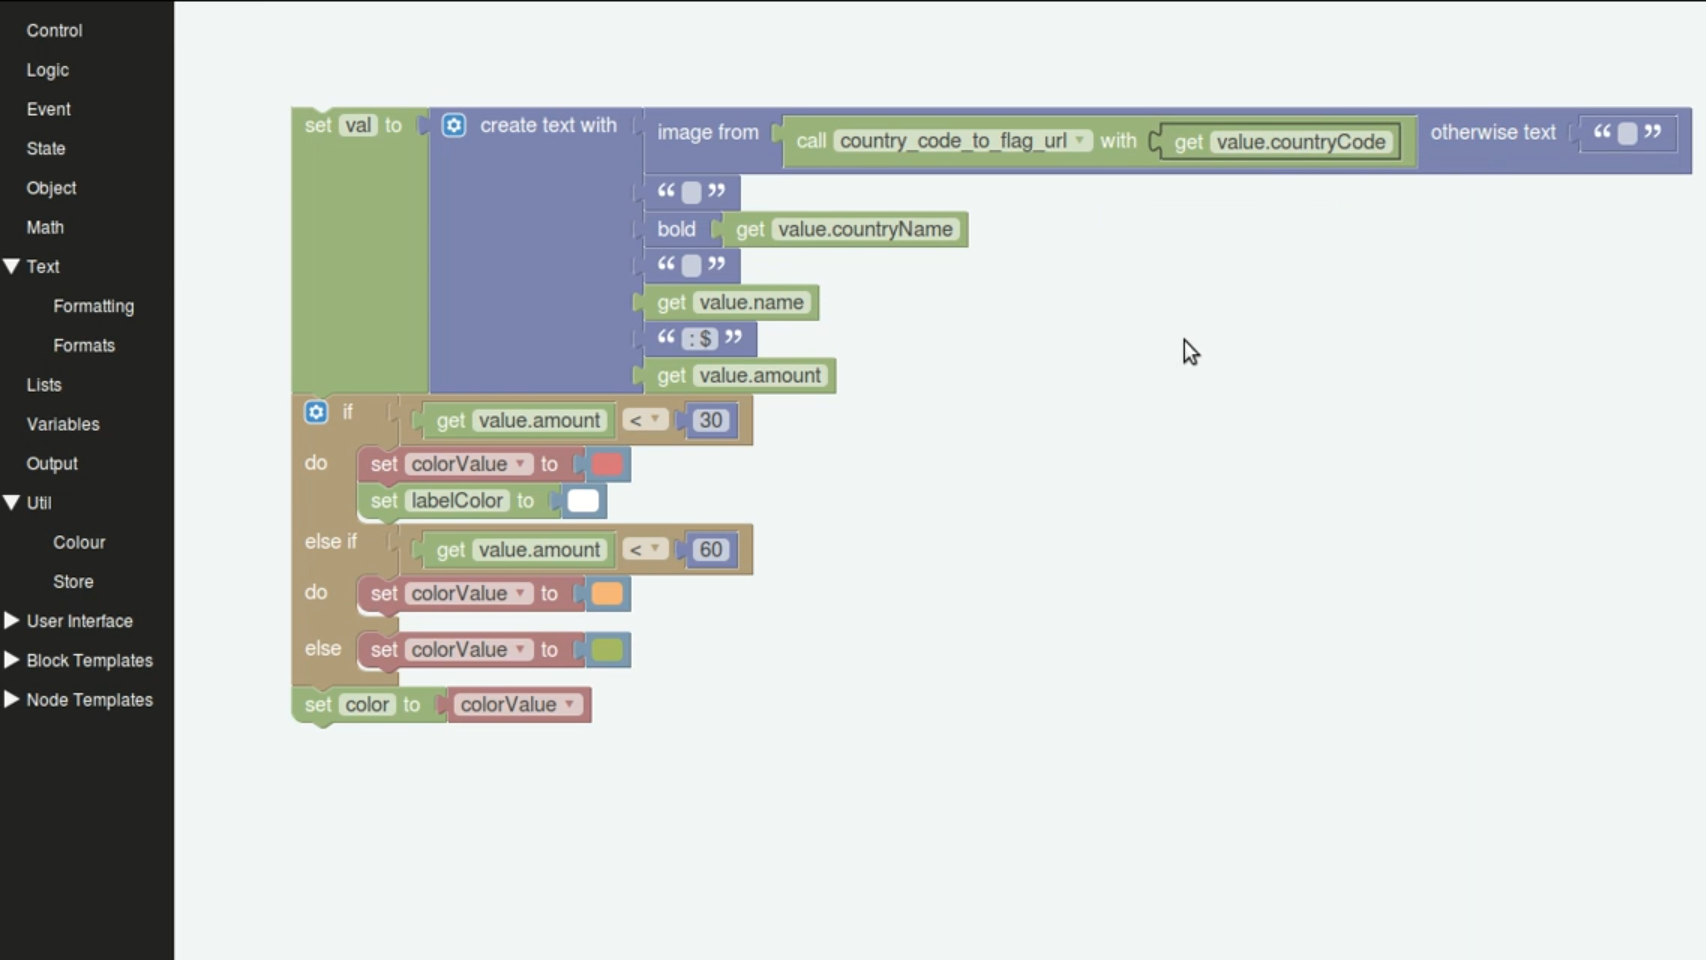 Control
Logic
Event
State
Object
Math
Text
Formatting
Formats
Lists
Variables
Output
Util
Colour
Store
User Interface
Block Templates
Node Templates
set val to create text with image from call country_code_to_flag_url with get value.countryCode otherwise text “ ”
“ ”
bold get value.countryName
“ ”
get value.name
“ : $ ”
get value.amount
if get value.amount < 30
do set colorValue to
set labelColor to
else if get value.amount < 60
do set colorValue to
else set colorValue to
set color to colorValue